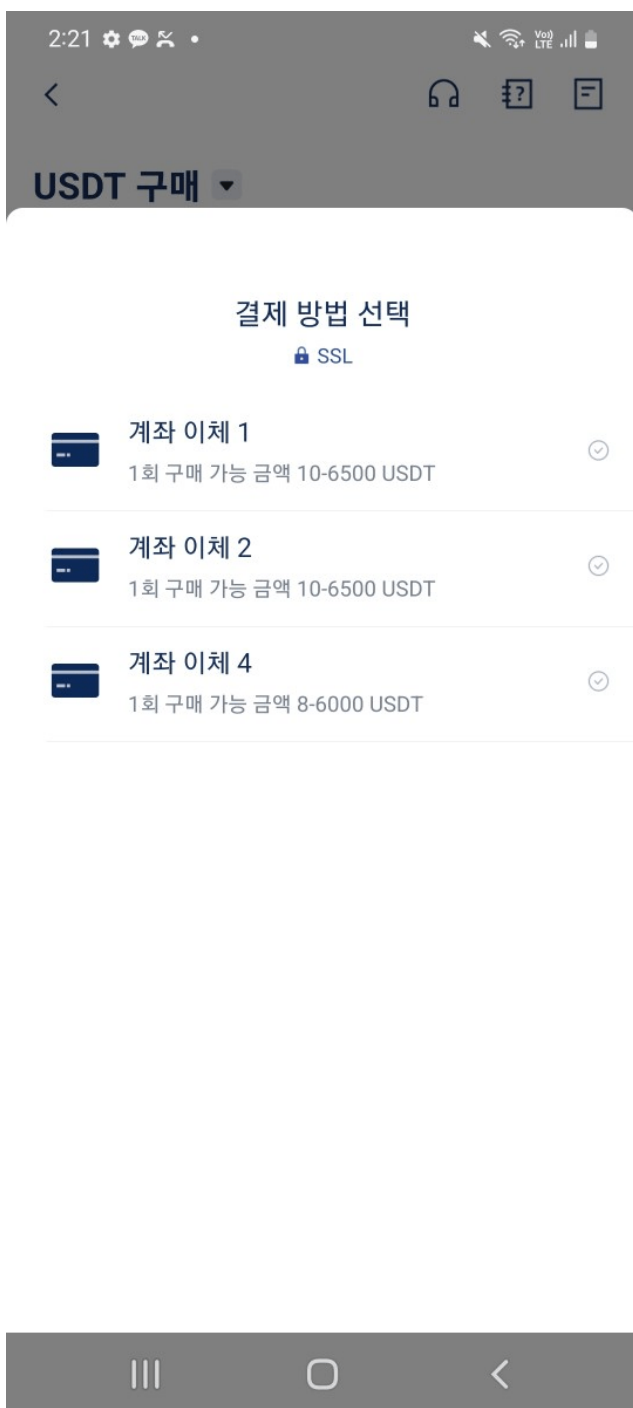 2:21
TALK
Vo)) LTE
USDT 구매
결제 방법 선택
SSL
계좌 이체 1
1회 구매 가능 금액 10-6500 USDT
계좌 이체 2
1회 구매 가능 금액 10-6500 USDT
계좌 이체 4
1회 구매 가능 금액 8-6000 USDT